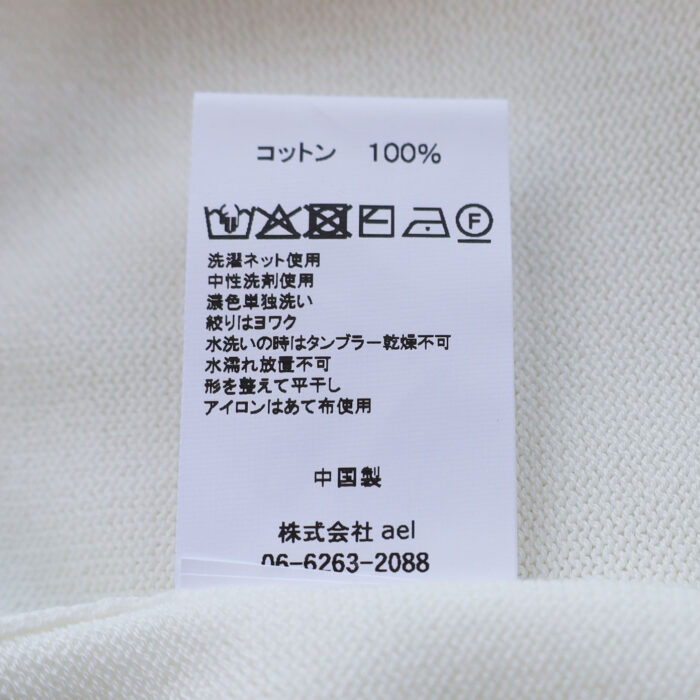 コットン 100%
F
洗濯ネット使用
中性洗剤使用
濃色単独洗い
絞りはヨワク
水洗いの時はタンブラー乾燥不可
水濡れ放置不可
形を整えて平干し
アイロンはあて布使用
中国製
株式会社 ael
06-6263-2088